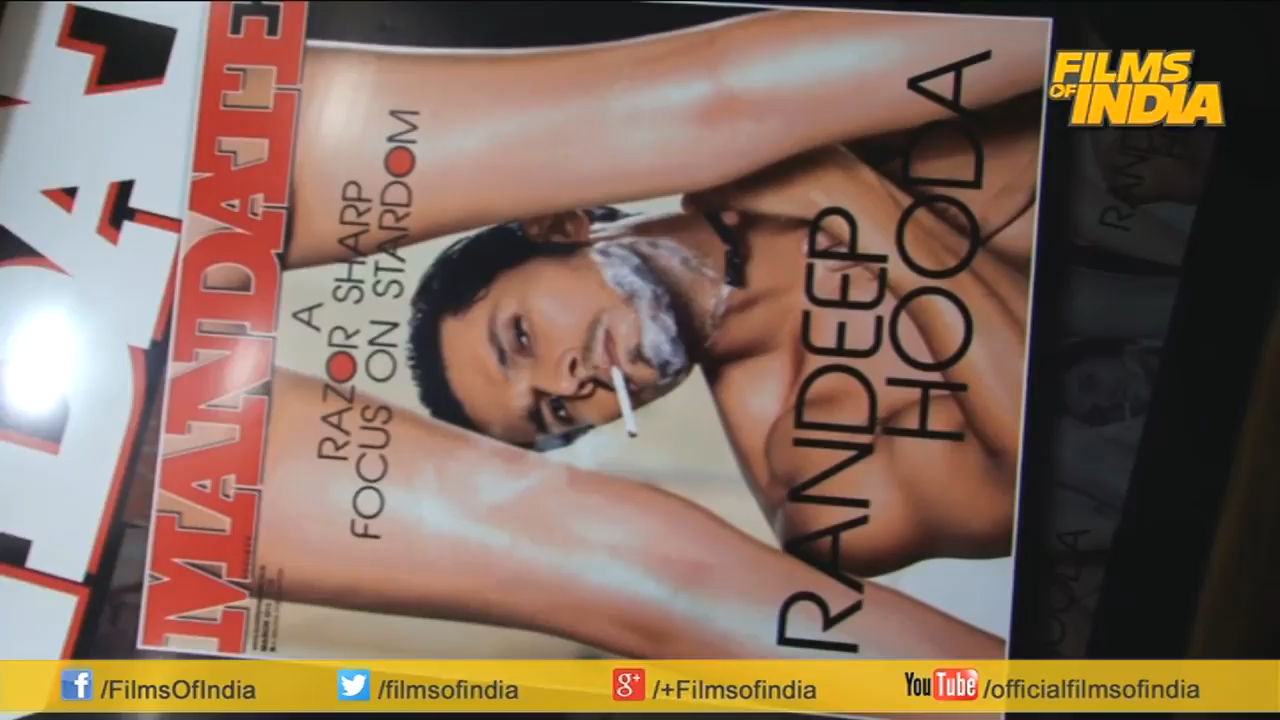 MANDATE
A
RAZOR SHARP
FOCUS ON STARDOM
RANDEEP
HOODA
FILMS
OF INDIA
/FilmsOfIndia
/filmsofindia
/+Filmsofindia
YouTube /officialfilmsofindia